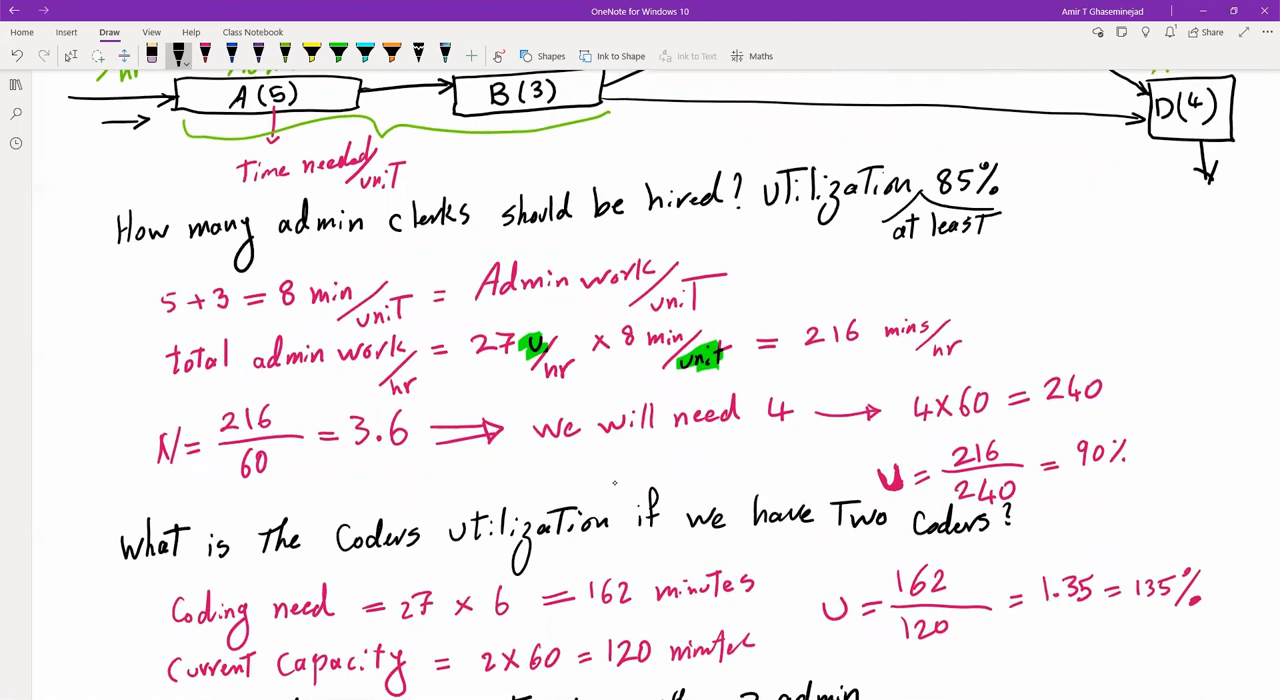 OneNote for Windows 10
Amir T Ghaseminejad
Home Insert Draw View Help Class Notebook
Shapes Ink to Shape Ink to Text Maths Share
/hr
A (5) B (3) D(4)
Time needed/unit
How many admin clerks should be hired? Utilization 85%
at least
5 + 3 = 8 min/unit = Admin work/unit
total admin work/hr = 27 u/hr × 8 min/unit = 216 mins/hr
N = 216/60 = 3.6 ⟹ we will need 4 → 4×60 = 240
U = 216/240 = 90%
What is the Coders utilization if we have Two Coders?
Coding need = 27 × 6 = 162 minutes
U = 162/120 = 1.35 = 135%
Current Capacity = 2×60 = 120 minutes
admin